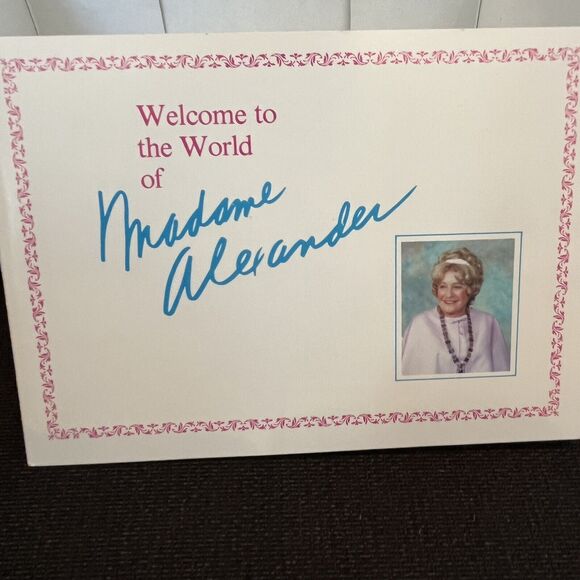 Welcome to
the World
of
Madame
Alexander